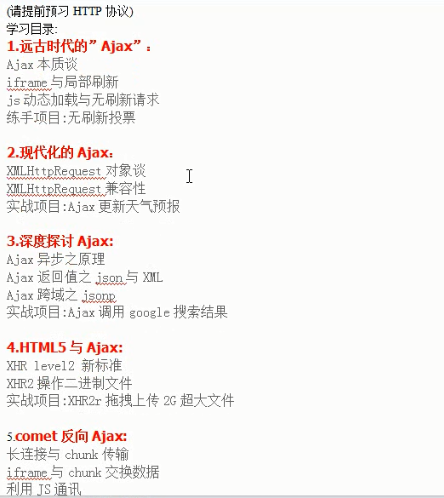 (请提前预习 HTTP 协议)
学习目录:
1.远古时代的”Ajax”：
Ajax 本质谈
iframe 与局部刷新
js 动态加载与无刷新请求
练手项目:无刷新投票
2.现代化的 Ajax：
XMLHttpRequest 对象谈
XMLHttpRequest 兼容性
实战项目:Ajax 更新天气预报
3.深度探讨 Ajax:
Ajax 异步之原理
Ajax 返回值之 json 与 XML
Ajax 跨域之 jsonp
实战项目:Ajax 调用 google 搜索结果
4.HTML5 与 Ajax:
XHR level2 新标准
XHR2 操作二进制文件
实战项目:XHR2r 拖拽上传 2G 超大文件
5.comet 反向 Ajax:
长连接与 chunk 传输
iframe 与 chunk 交换数据
利用 JS 通讯